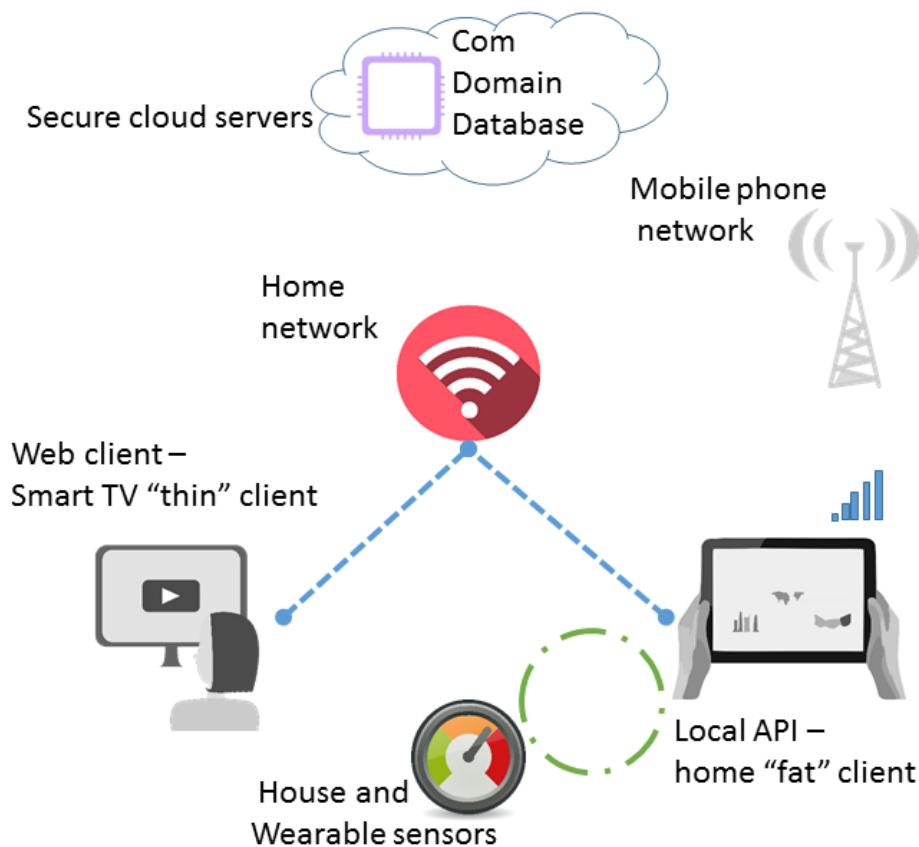 Com
Domain
Database
Secure cloud servers
Mobile phone
network
Home
network
Web client –
Smart TV “thin” client
Local API –
home “fat” client
House and
Wearable sensors